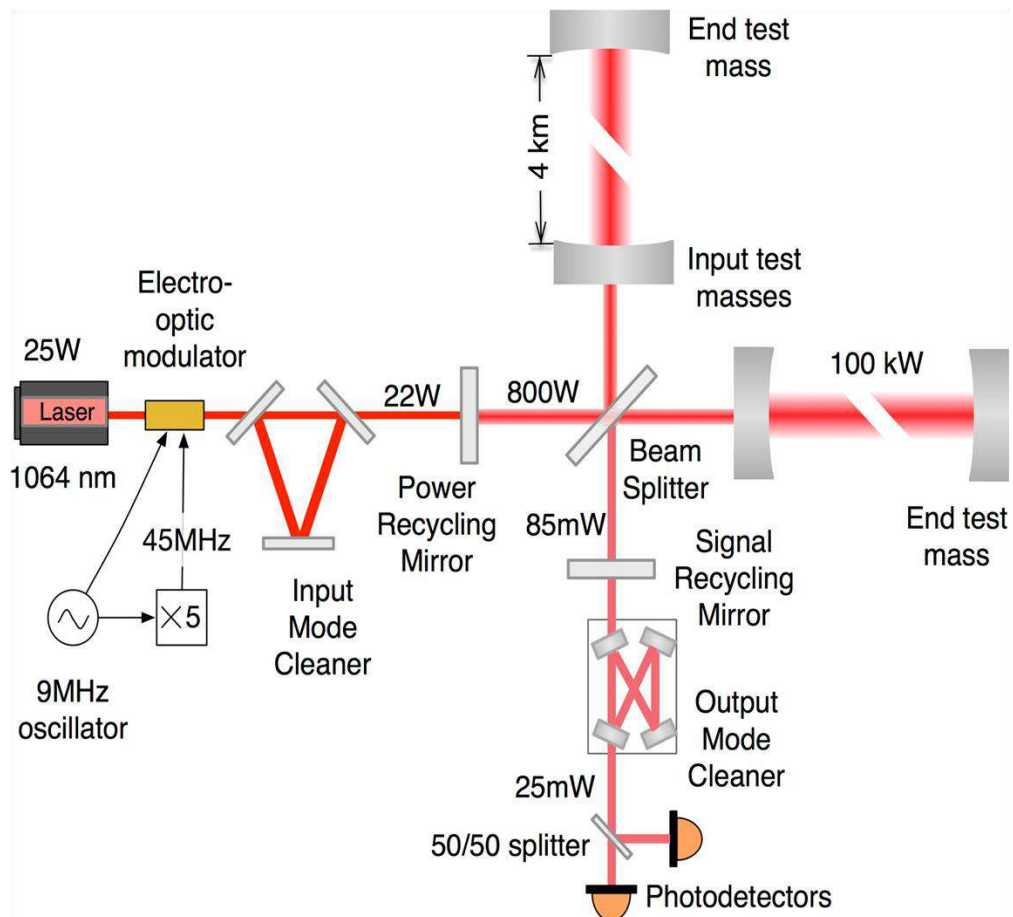 End test
mass
4 km
Input test
masses
Electro-
optic
modulator
25W
Laser
1064 nm
22W
800W
100 kW
Beam
Splitter
Power
Recycling
Mirror
End test
mass
45MHz
×5
85mW
Signal
Recycling
Mirror
Input
Mode
Cleaner
9MHz
oscillator
Output
Mode
Cleaner
25mW
50/50 splitter
Photodetectors